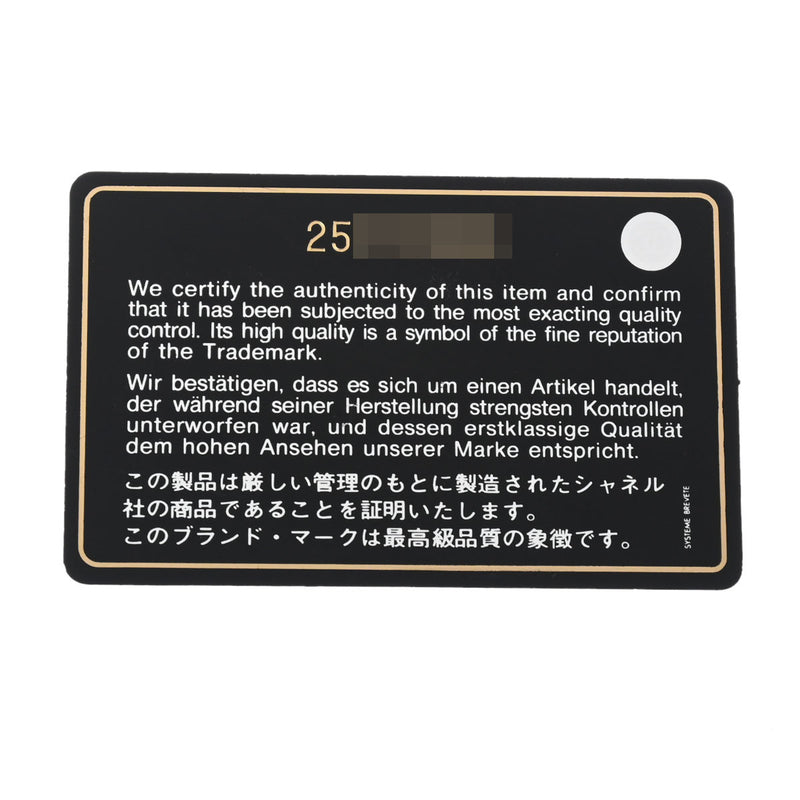 25
We certify the authenticity of this item and confirm
that it has been subjected to the most exacting quality
control. Its high quality is a symbol of the fine reputation
of the Trademark.
Wir bestätigen, dass es sich um einen Artikel handelt,
der während seiner Herstellung strengsten Kontrollen
unterworfen war, und dessen erstklassige Qualität
dem hohen Ansehen unserer Marke entspricht.
この製品は厳しい管理のもとに製造されたシャネル
社の商品であることを証明いたします。
このブランド・マークは最高級品質の象徴です。
SYSTEME BREVETE